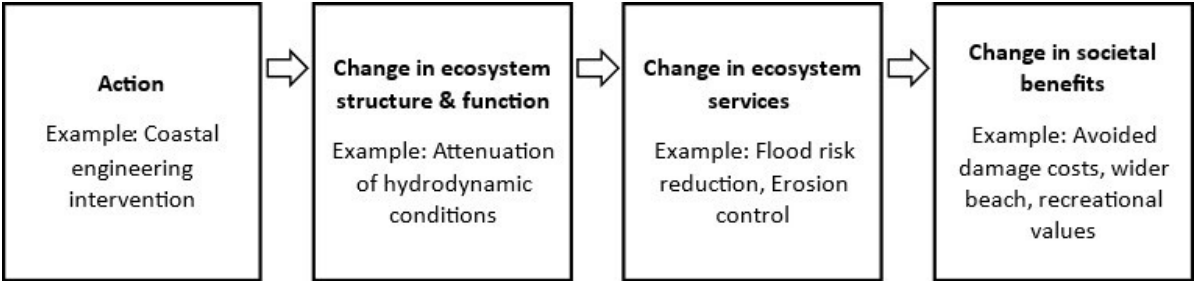 Action
Example: Coastal
engineering
intervention
Change in ecosystem
structure & function
Example: Attenuation
of hydrodynamic
conditions
Change in ecosystem
services
Example: Flood risk
reduction, Erosion
control
Change in societal
benefits
Example: Avoided
damage costs, wider
beach, recreational
values